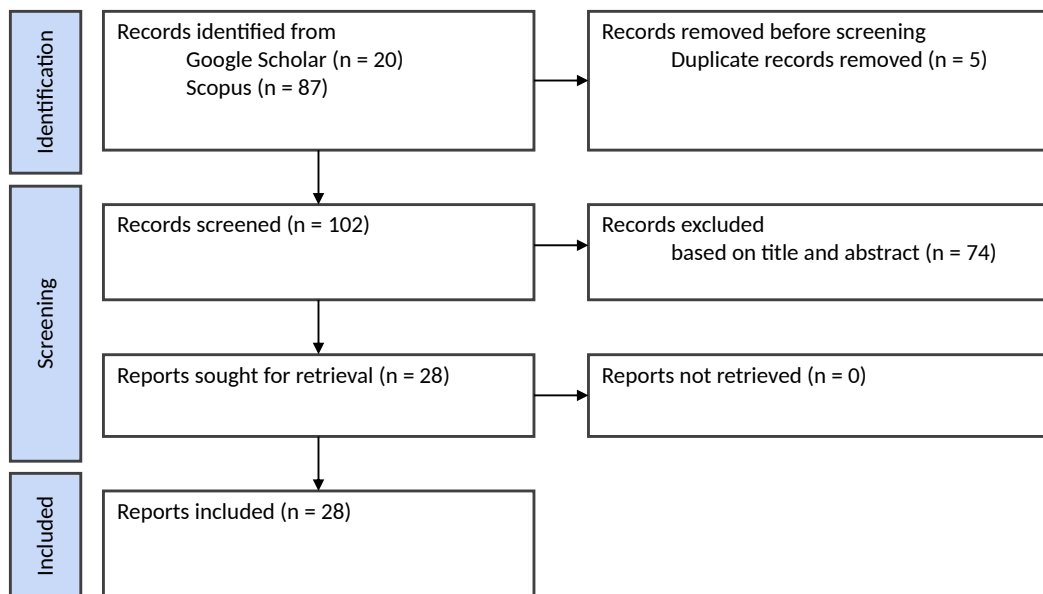 Identification
Records identified from
Google Scholar (n = 20)
Scopus (n = 87)
Records removed before screening
Duplicate records removed (n = 5)
Screening
Records screened (n = 102)
Records excluded
based on title and abstract (n = 74)
Reports sought for retrieval (n = 28)
Reports not retrieved (n = 0)
Included
Reports included (n = 28)